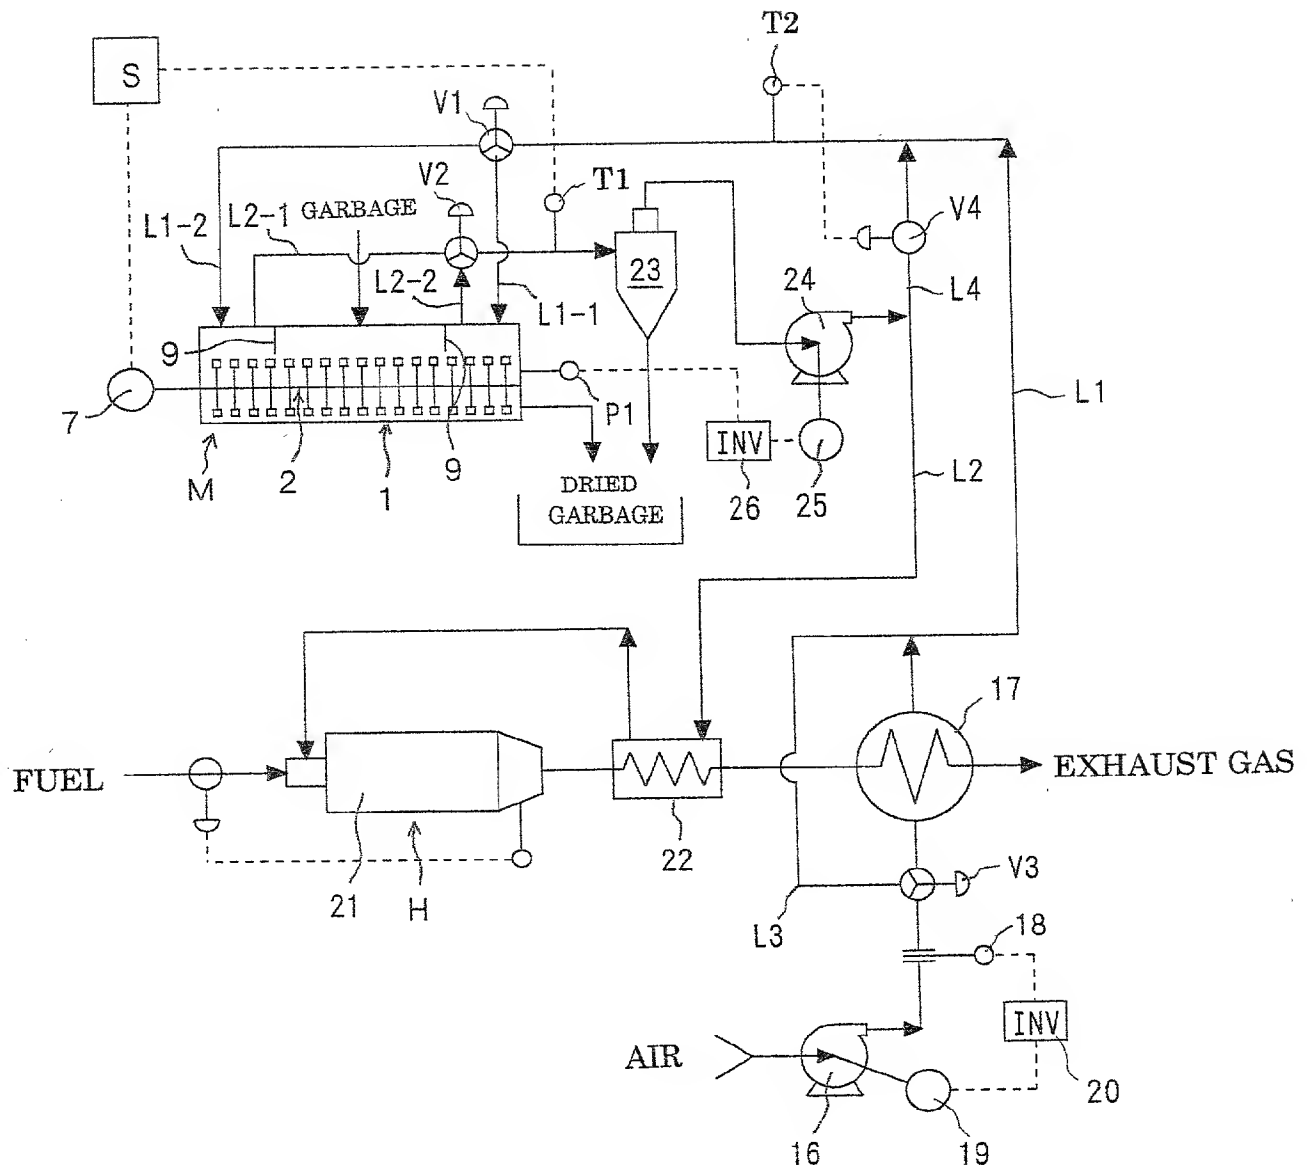 T2
S
V1
V2
T1
L2-1
GARBAGE
L1-2
V4
23
L2-2
24
L4
L1-1
9
7
P1
L1
INV
L2
M
2
1
9
DRIED
GARBAGE
26
25
17
FUEL
EXHAUST GAS
22
21
H
V3
L3
18
INV
AIR
20
16
19